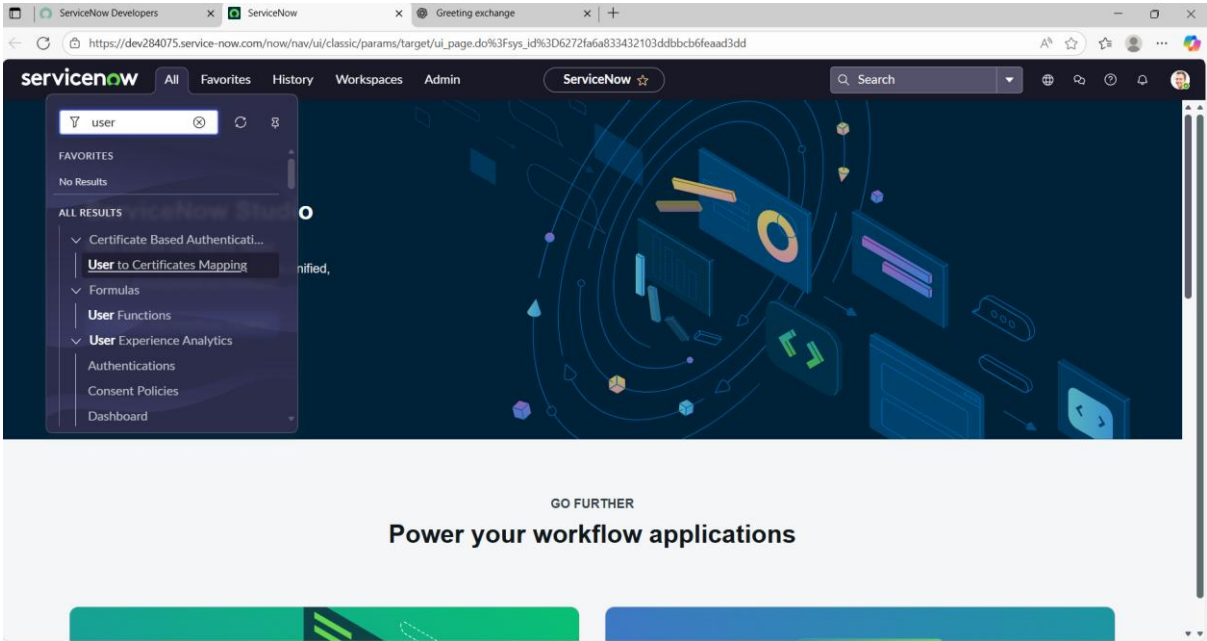 ServiceNow Developers
ServiceNow
Greeting exchange
https://dev284075.service-now.com/now/nav/ui/classic/params/target/ui_page.do%3Fsys_id%3D6272fa6a833432103ddbbcb6feaad3dd
servicenow All Favorites History Workspaces Admin ServiceNow Search
user
FAVORITES
No Results
ALL RESULTS
Certificate Based Authenticati...
User to Certificates Mapping
nified,
Formulas
User Functions
User Experience Analytics
Authentications
Consent Policies
Dashboard
GO FURTHER
Power your workflow applications